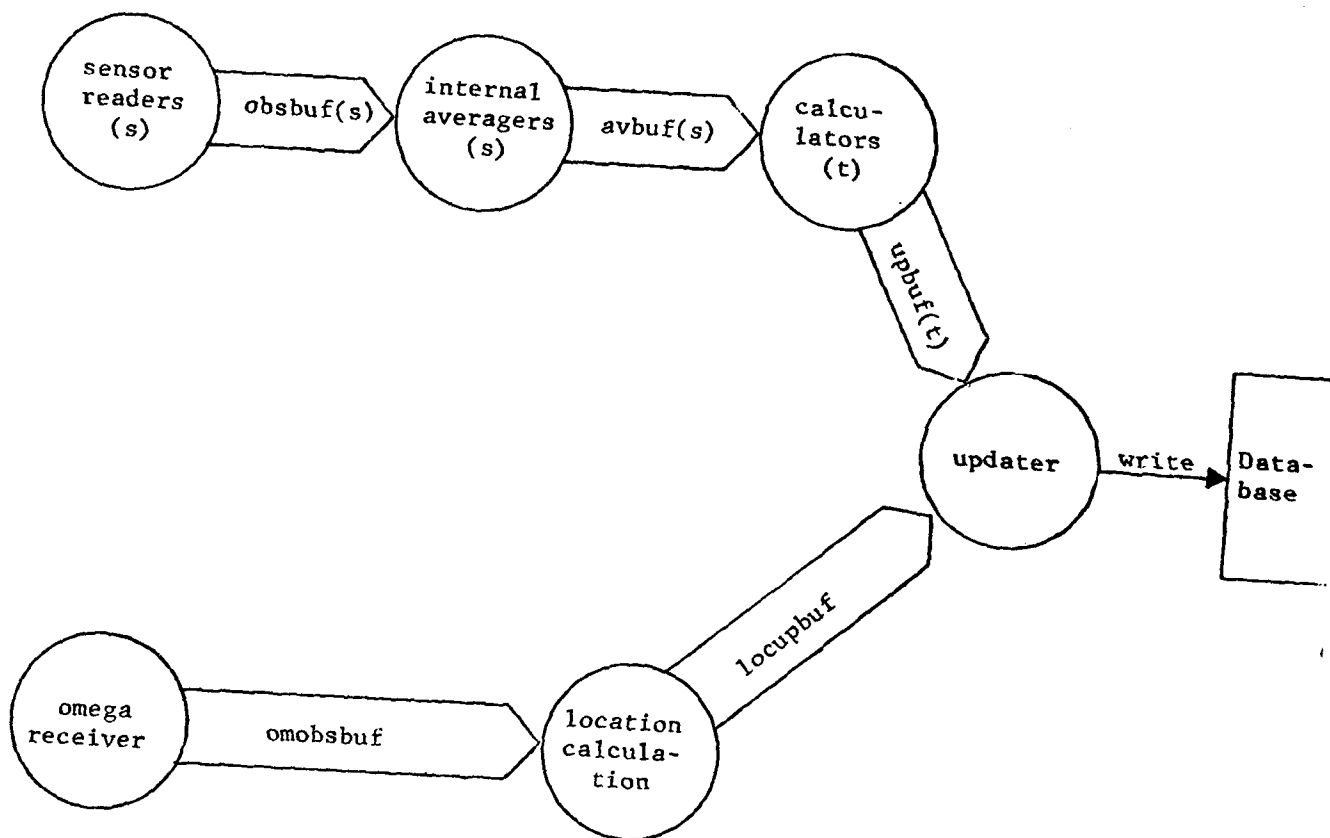 sensor
readers
(s)
obsbuf(s)
internal
averagers
(s)
avbuf(s)
calcu-
lators
(t)
upbuf(t)
updater
write
Data-
base
locupbuf
omega
receiver
omobsbuf
location
calcula-
tion